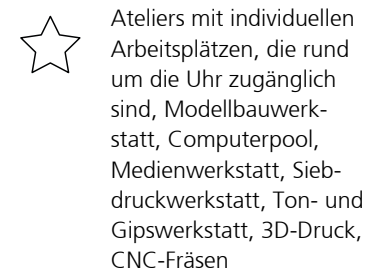 Ateliers mit individuellen
Arbeitsplätzen, die rund
um die Uhr zugänglich
sind, Modellbauwerk-
statt, Computerpool,
Medienwerkstatt, Sieb-
druckwerkstatt, Ton- und
Gipswerkstatt, 3D-Druck,
CNC-Fräsen